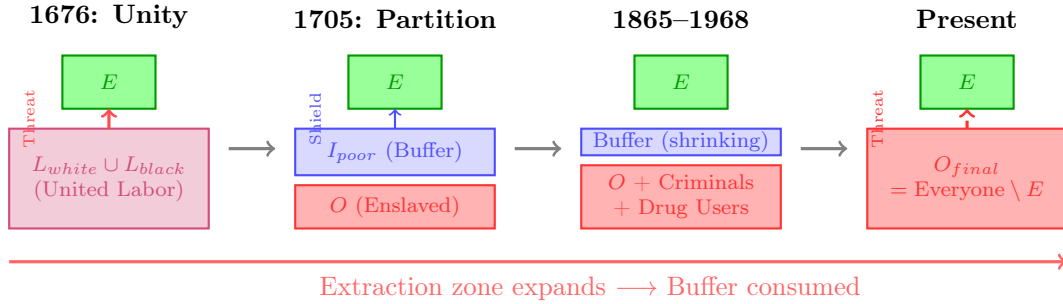 1676: Unity
1705: Partition
1865–1968
Present
E
E
E
E
Threat
Shield
Threat
L_white ∪ L_black
(United Labor)
I_poor (Buffer)
O (Enslaved)
Buffer (shrinking)
O + Criminals
+ Drug Users
O_final
= Everyone \ E
Extraction zone expands ⟶ Buffer consumed